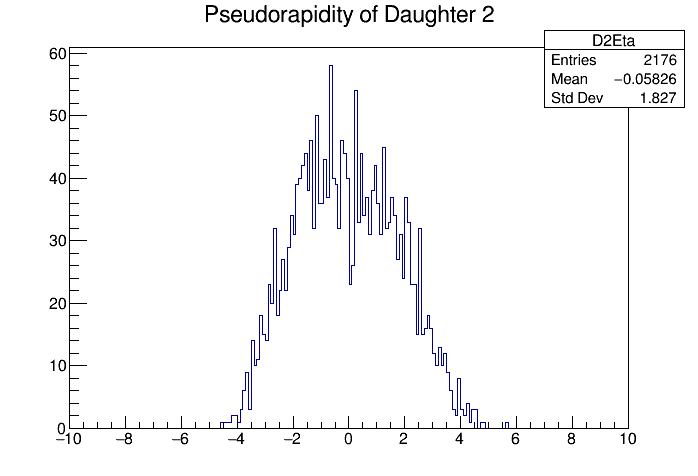 Pseudorapidity of Daughter 2
D2Eta
Entries 2176
Mean −0.05826
Std Dev 1.827
60
50
40
30
20
10
0
−10 −8 −6 −4 −2 0 2 4 6 8 10